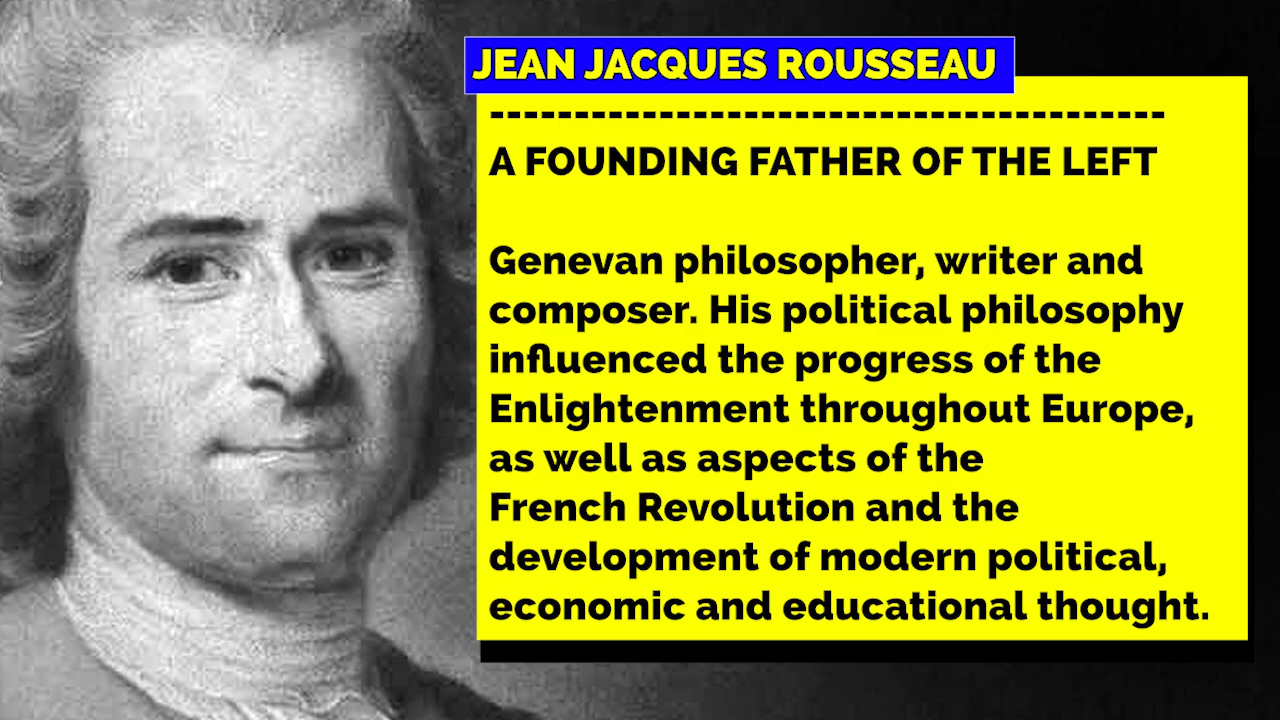 JEAN JACQUES ROUSSEAU
---------------------------------------
A FOUNDING FATHER OF THE LEFT
Genevan philosopher, writer and
composer. His political philosophy
influenced the progress of the
Enlightenment throughout Europe,
as well as aspects of the
French Revolution and the
development of modern political,
economic and educational thought.